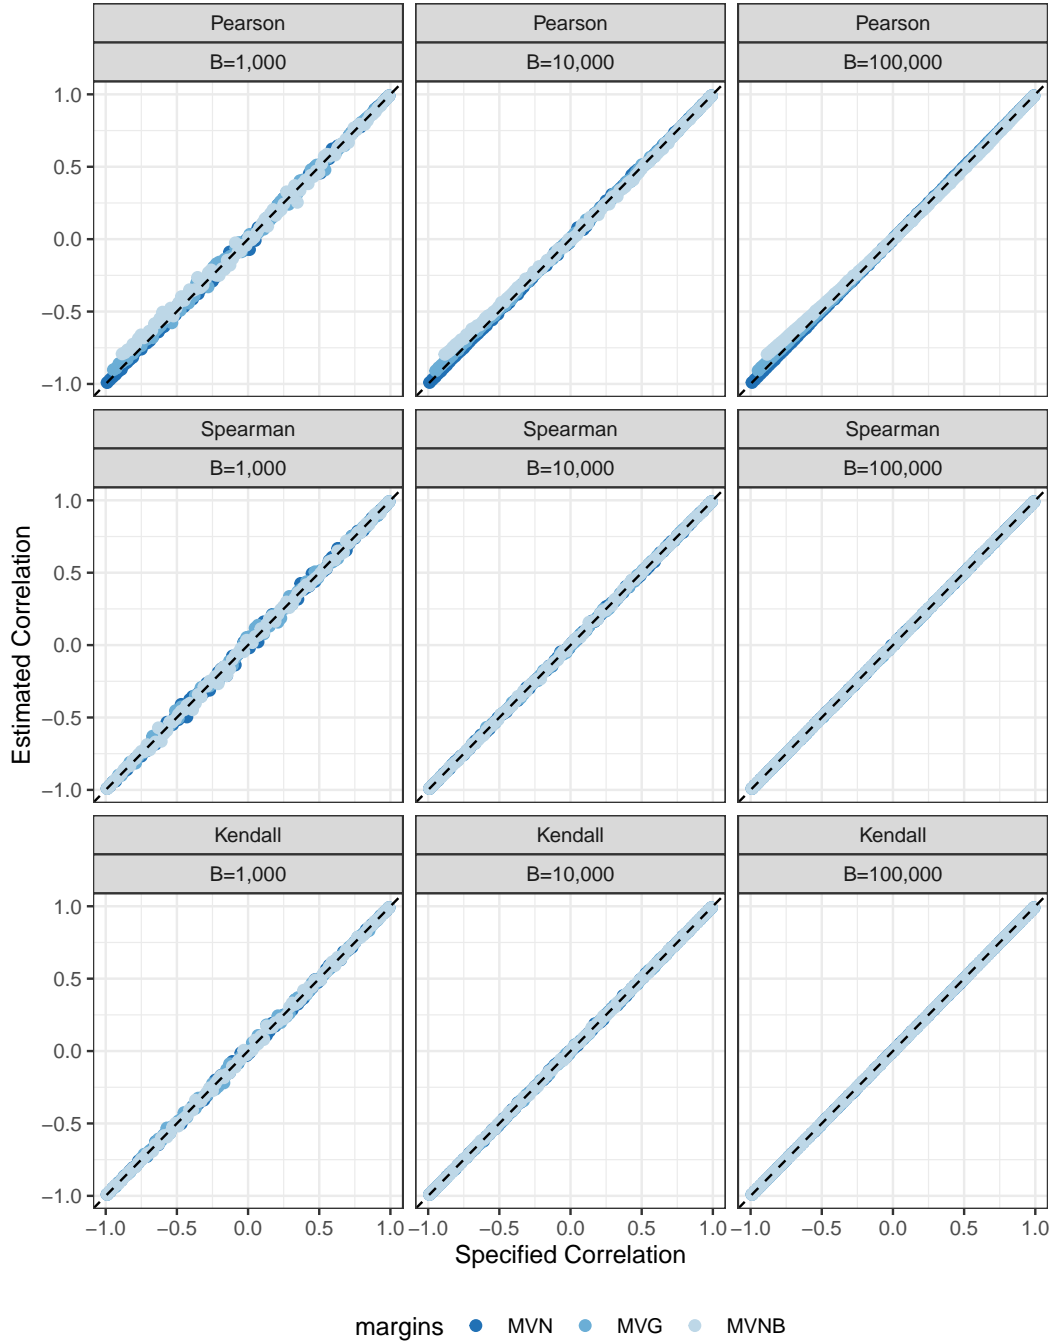 Pearson Pearson Pearson
B=1,000 B=10,000 B=100,000
1.0
0.5
0.0
−0.5
−1.0
Spearman Spearman Spearman
B=1,000 B=10,000 B=100,000
1.0
0.5
0.0
−0.5
−1.0
Estimated Correlation
Kendall Kendall Kendall
B=1,000 B=10,000 B=100,000
1.0
0.5
0.0
−0.5
−1.0
−1.0 −0.5 0.0 0.5 1.0 −1.0 −0.5 0.0 0.5 1.0 −1.0 −0.5 0.0 0.5 1.0
Specified Correlation
margins MVN MVG MVNB